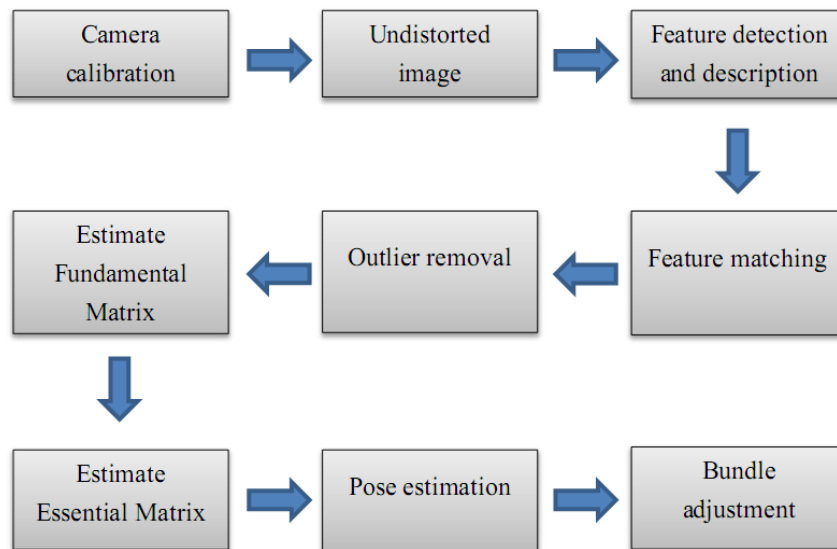 Camera
calibration
Undistorted
image
Feature detection
and description
Feature matching
Outlier removal
Estimate
Fundamental
Matrix
Estimate
Essential Matrix
Pose estimation
Bundle
adjustment